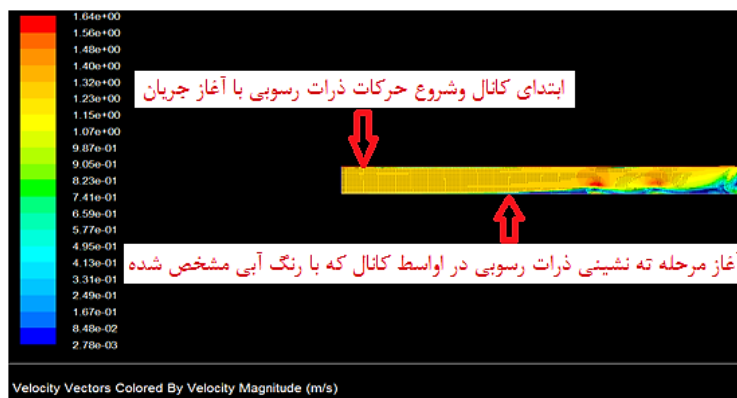 1.64e+00
1.56e+00
1.48e+00
1.40e+00
1.32e+00
1.23e+00
1.15e+00
1.07e+00
9.87e-01
9.05e-01
8.23e-01
7.41e-01
6.59e-01
5.77e-01
4.95e-01
4.13e-01
3.31e-01
2.49e-01
1.67e-01
8.48e-02
2.78e-03
ابتدای کانال وشروع حرکات ذرات رسوبی با آغاز جریان
آغاز مرحله ته نشینی ذرات رسوبی در اواسط کانال که با رنگ آبی مشخص شده
Velocity Vectors Colored By Velocity Magnitude (m/s)